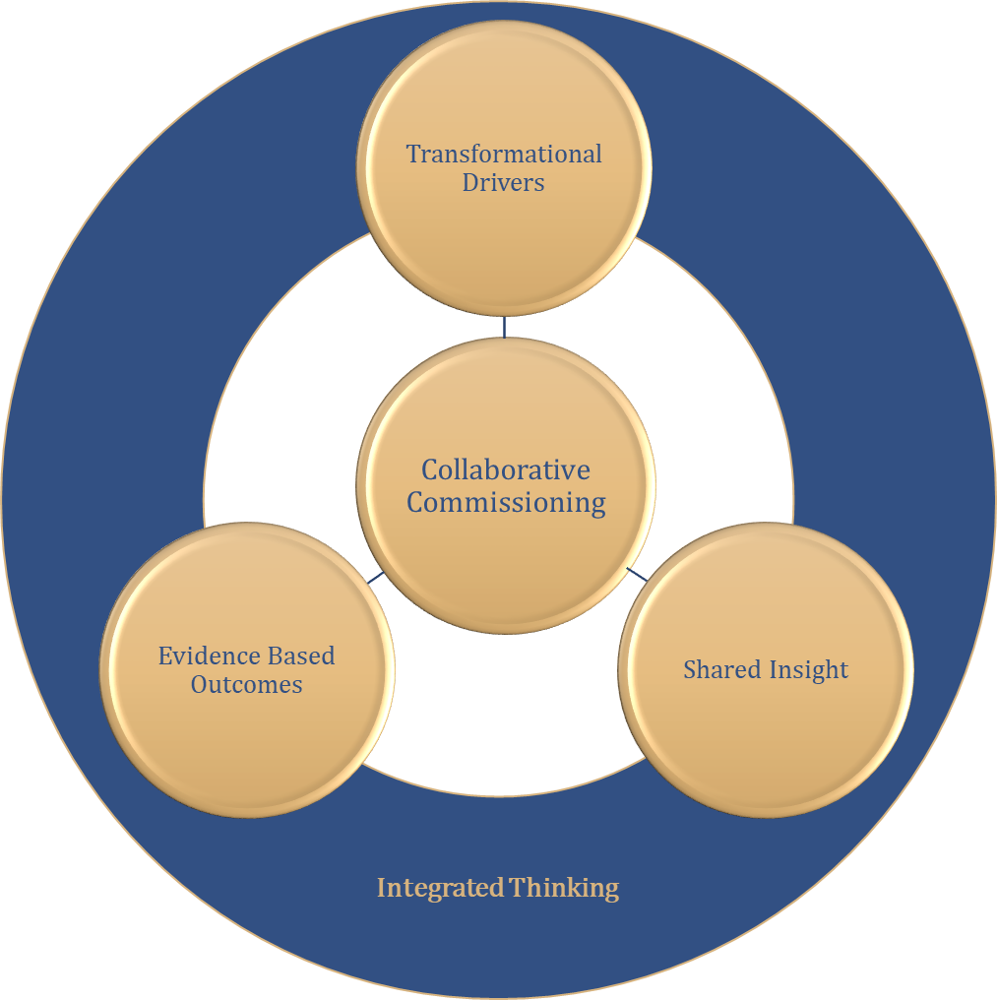 Transformational
Drivers
Collaborative
Commissioning
Evidence Based
Outcomes
Shared Insight
Integrated Thinking